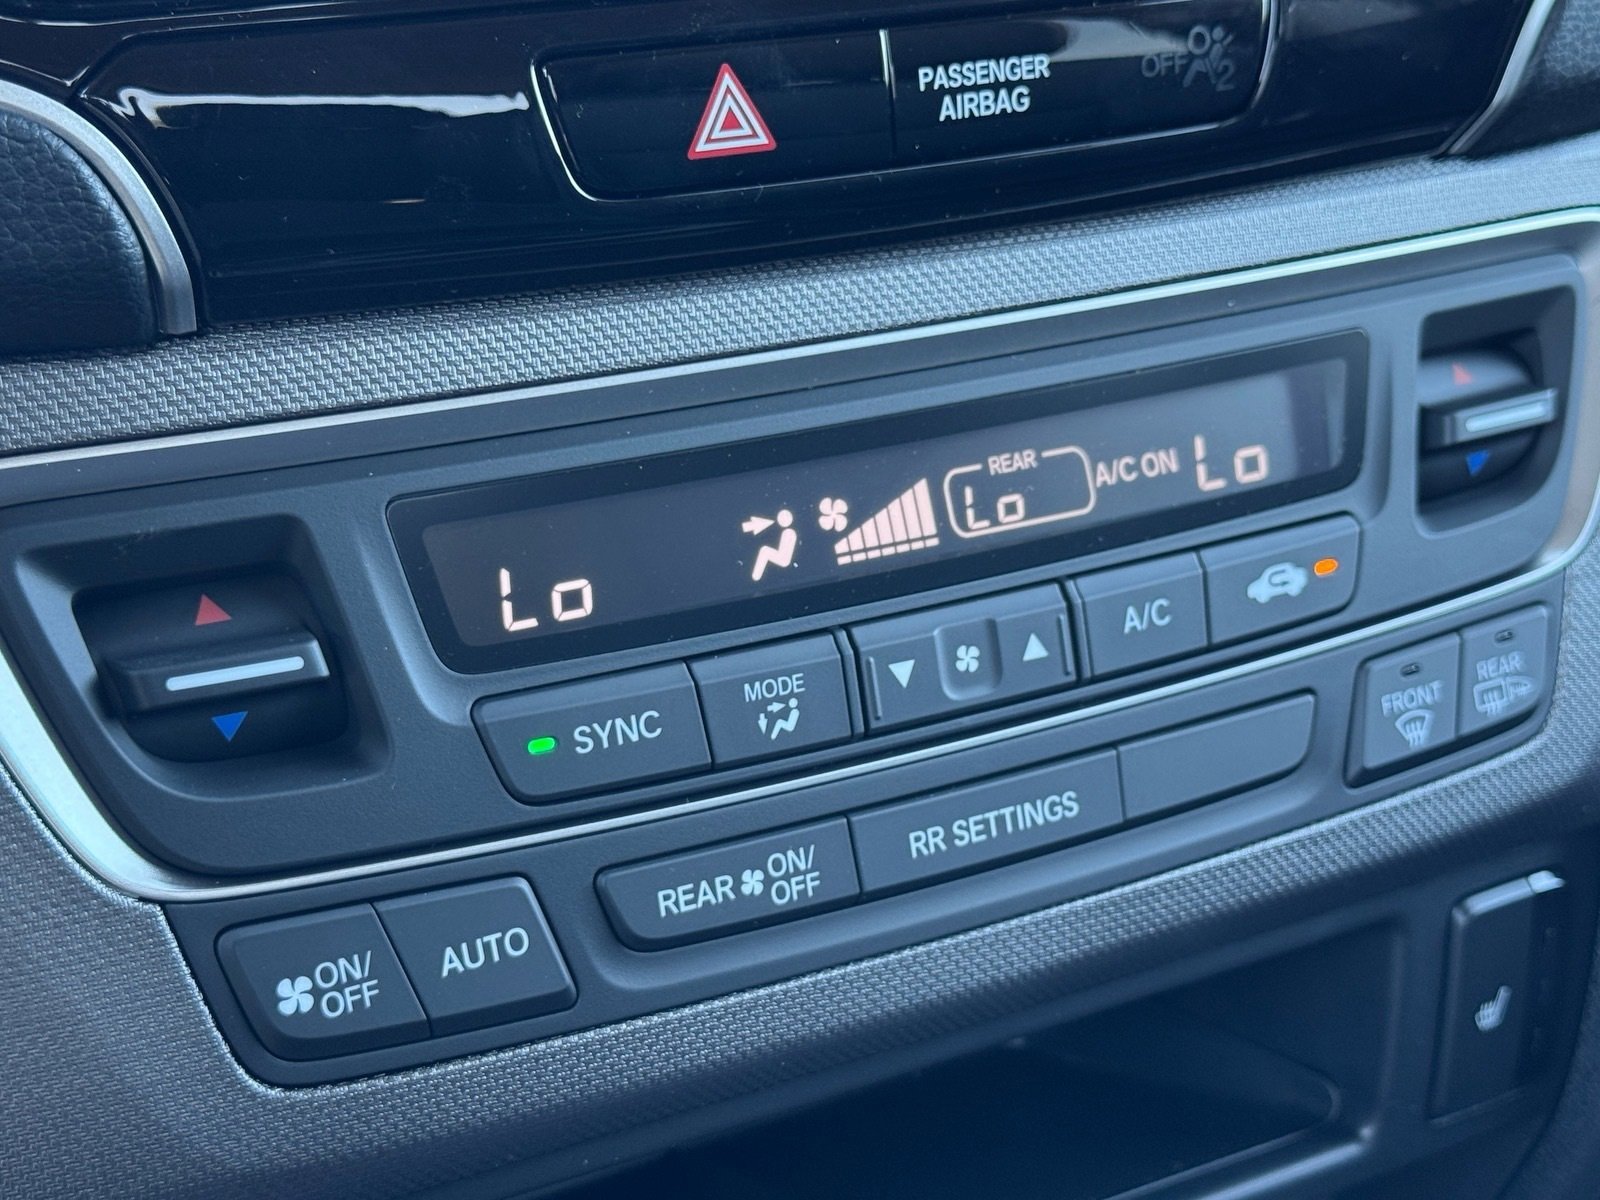 PASSENGER
AIRBAG
OFF
2
REAR
Lo
Lo
A/C ON
Lo
SYNC
MODE
A/C
FRONT
REAR
REAR ON/
OFF
RR SETTINGS
ON/
OFF
AUTO